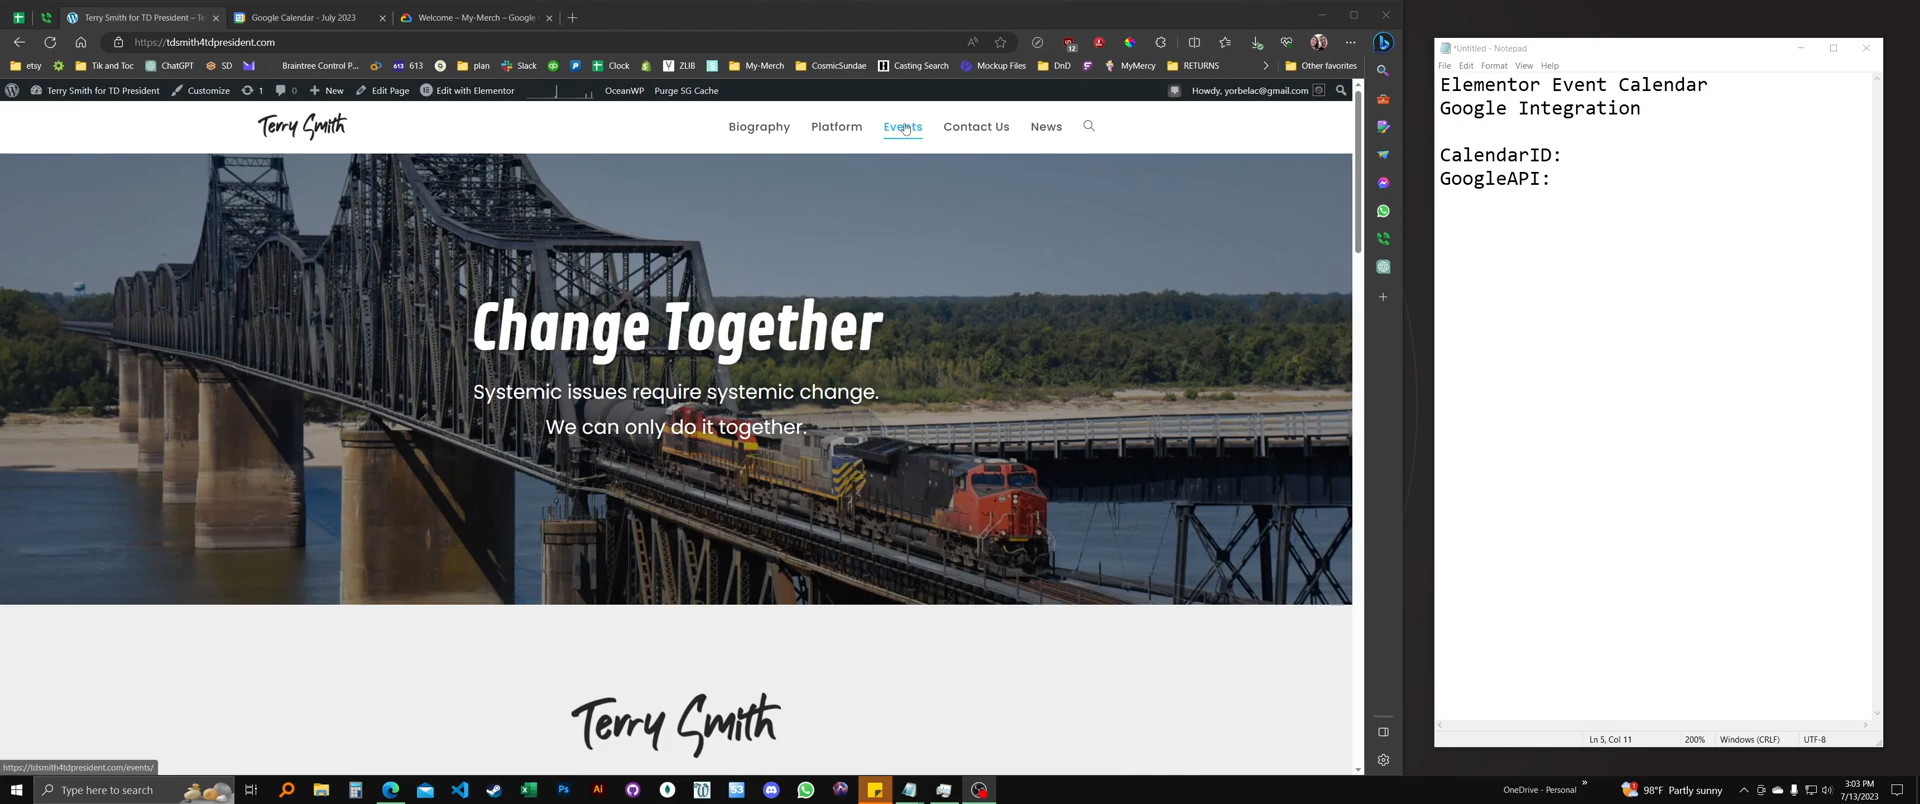 Terry Smith for TD President – Te
Google Calendar - July 2023
Welcome – My-Merch – Google
https://tdsmith4tdpresident.com
12
etsy
Tik and Toc
ChatGPT
SD
Braintree Control P...
613
613
plan
Slack
Clock
ZLIB
My-Merch
CosmicSundae
Casting Search
Mockup Files
DnD
MyMercy
RETURNS
Other favorites
Terry Smith for TD President
Customize
1
0
New
Edit Page
Edit with Elementor
OceanWP
Purge SG Cache
Howdy, yorbelac@gmail.com
Terry Smith
Biography
Platform
Events
Contact Us
News
Change Together
Systemic issues require systemic change.
We can only do it together.
Terry Smith
https://tdsmith4tdpresident.com/events/
*Untitled - Notepad
File
Edit
Format
View
Help
Elementor Event Calendar
Google Integration
CalendarID:
GoogleAPI:
Ln 5, Col 11
200%
Windows (CRLF)
UTF-8
Type here to search
OneDrive - Personal
98°F Partly sunny
3:03 PM
7/13/2023